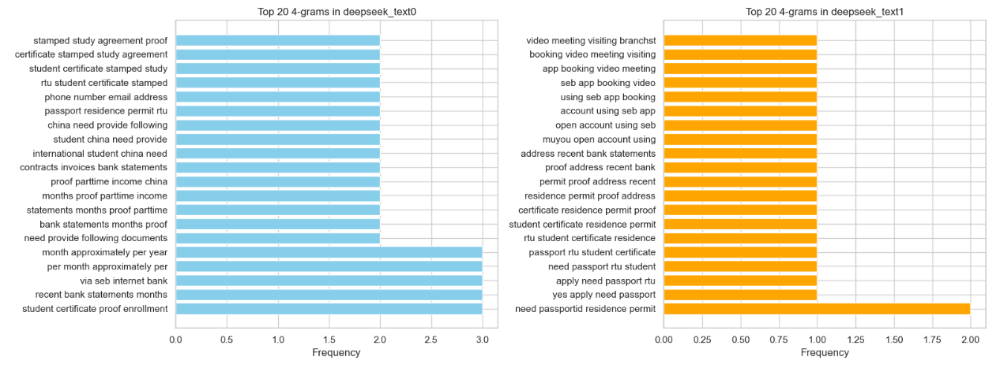 Top 20 4-grams in deepseek_text0
stamped study agreement proof
certificate stamped study agreement
student certificate stamped study
rtu student certificate stamped
phone number email address
passport residence permit rtu
china need provide following
student china need provide
international student china need
contracts invoices bank statements
proof parttime income china
months proof parttime income
statements months proof parttime
bank statements months proof
need provide following documents
month approximately per year
per month approximately per
via seb internet bank
recent bank statements months
student certificate proof enrollment
0.0 0.5 1.0 1.5 2.0 2.5 3.0
Frequency
Top 20 4-grams in deepseek_text1
video meeting visiting branchst
booking video meeting visiting
app booking video meeting
seb app booking video
using seb app booking
account using seb app
open account using seb
muyou open account using
address recent bank statements
proof address recent bank
permit proof address recent
residence permit proof address
certificate residence permit proof
student certificate residence permit
rtu student certificate residence
passport rtu student certificate
need passport rtu student
apply need passport rtu
yes apply need passport
need passportid residence permit
0.00 0.25 0.50 0.75 1.00 1.25 1.50 1.75 2.00
Frequency